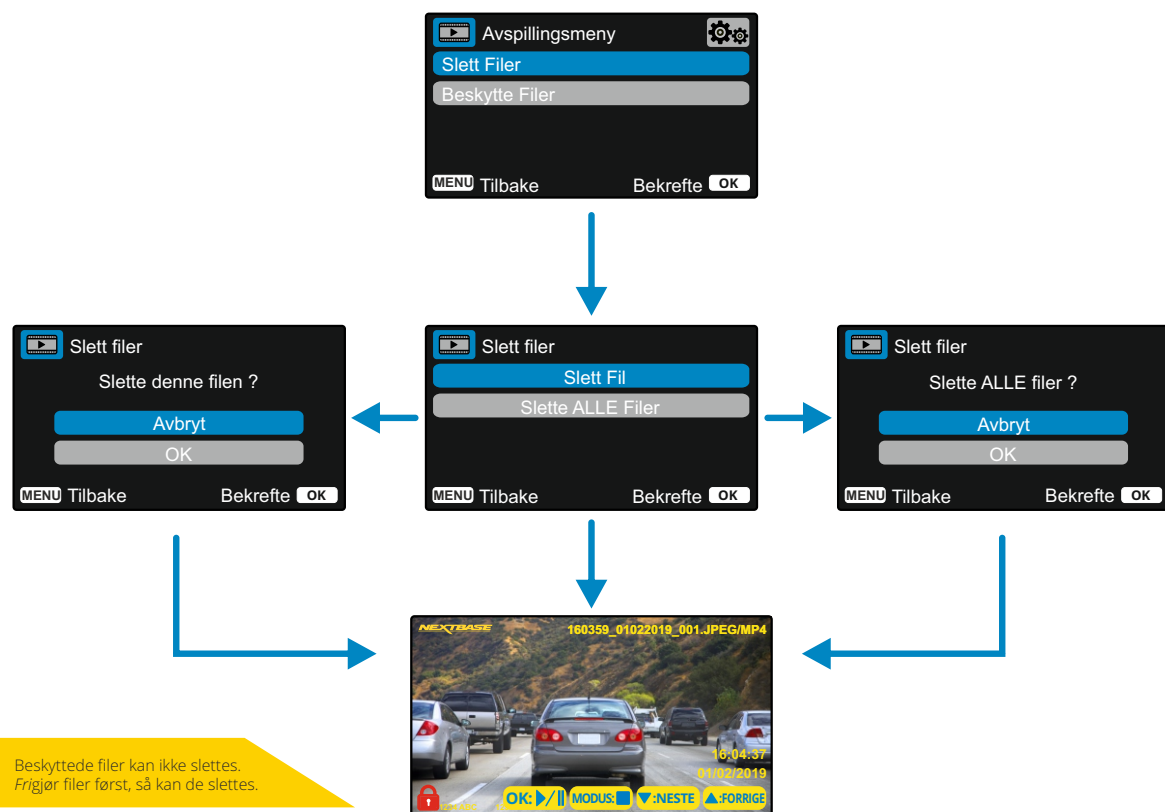 Avspillingsmeny
Slett Filer
Beskytte Filer
MENU Tilbake Bekrefte OK
Slett filer
Slette denne filen ?
Avbryt
OK
MENU Tilbake Bekrefte OK
Slett filer
Slett Fil
Slette ALLE Filer
MENU Tilbake Bekrefte OK
Slett filer
Slette ALLE filer ?
Avbryt
OK
MENU Tilbake Bekrefte OK
NEXTBASE 160359_01022019_001.JPEG/MP4
16:04:37
01/02/2019
OK: MODUS: :NESTE :FORRIGE
Beskyttede filer kan ikke slettes.
Frigjør filer først, så kan de slettes.